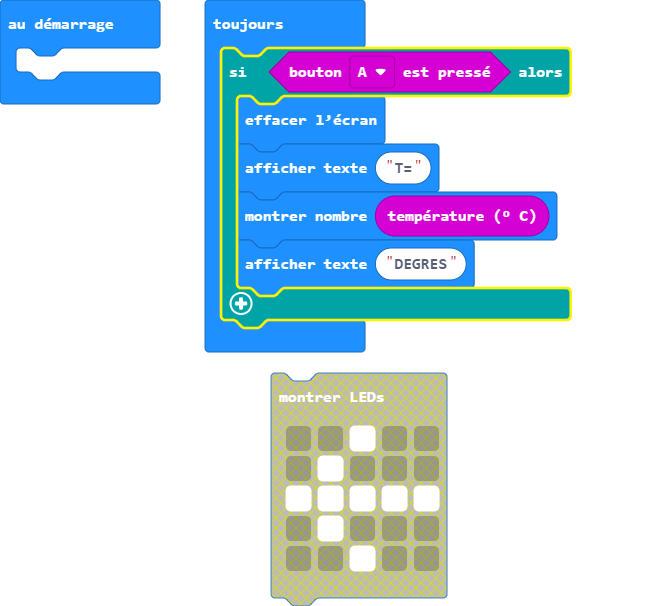 au démarrage
toujours
si bouton A est pressé alors
effacer l'écran
afficher texte "T="
montrer nombre température (° C)
afficher texte "DEGRES"
montrer LEDs